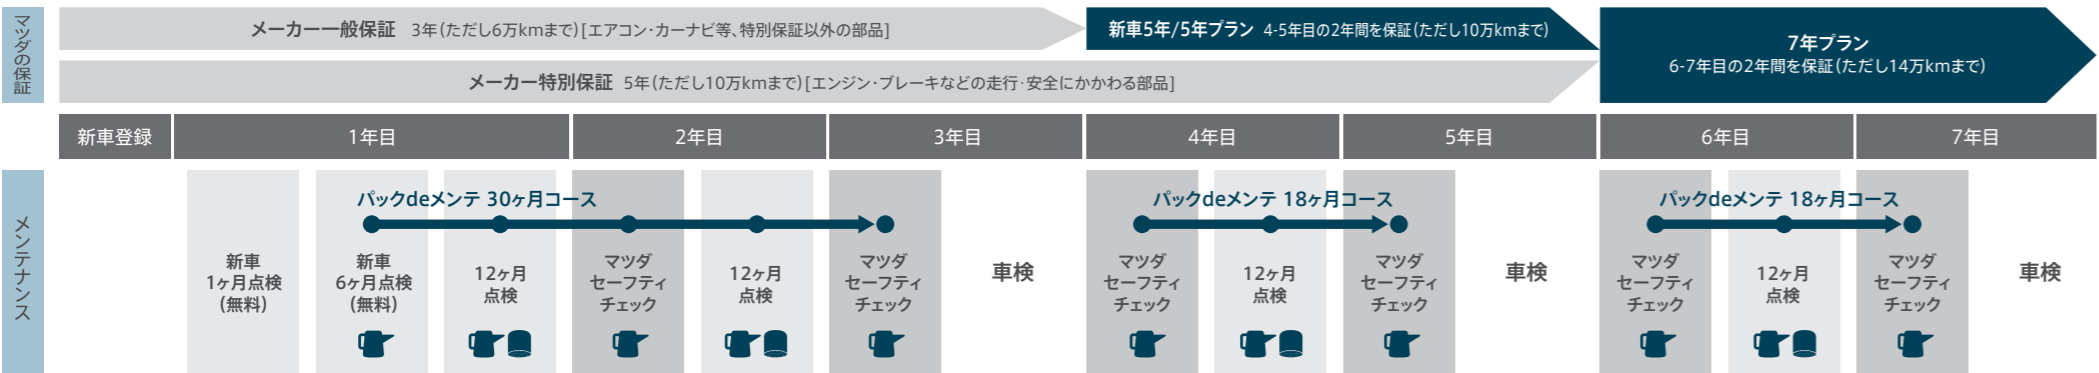 マツダの保証
メーカー一般保証 3年(ただし6万kmまで)[エアコン・カーナビ等、特別保証以外の部品]
新車5年/5年プラン 4-5年目の2年間を保証(ただし10万kmまで)
7年プラン
6-7年目の2年間を保証(ただし14万kmまで)
メーカー特別保証 5年(ただし10万kmまで)[エンジン・ブレーキなどの走行・安全にかかわる部品]
新車登録
1年目
2年目
3年目
4年目
5年目
6年目
7年目
メンテナンス
パックdeメンテ 30ヶ月コース
パックdeメンテ 18ヶ月コース
パックdeメンテ 18ヶ月コース
新車
1ヶ月点検
(無料)
新車
6ヶ月点検
(無料)
12ヶ月
点検
マツダ
セーフティ
チェック
12ヶ月
点検
マツダ
セーフティ
チェック
車検
マツダ
セーフティ
チェック
12ヶ月
点検
マツダ
セーフティ
チェック
車検
マツダ
セーフティ
チェック
12ヶ月
点検
マツダ
セーフティ
チェック
車検